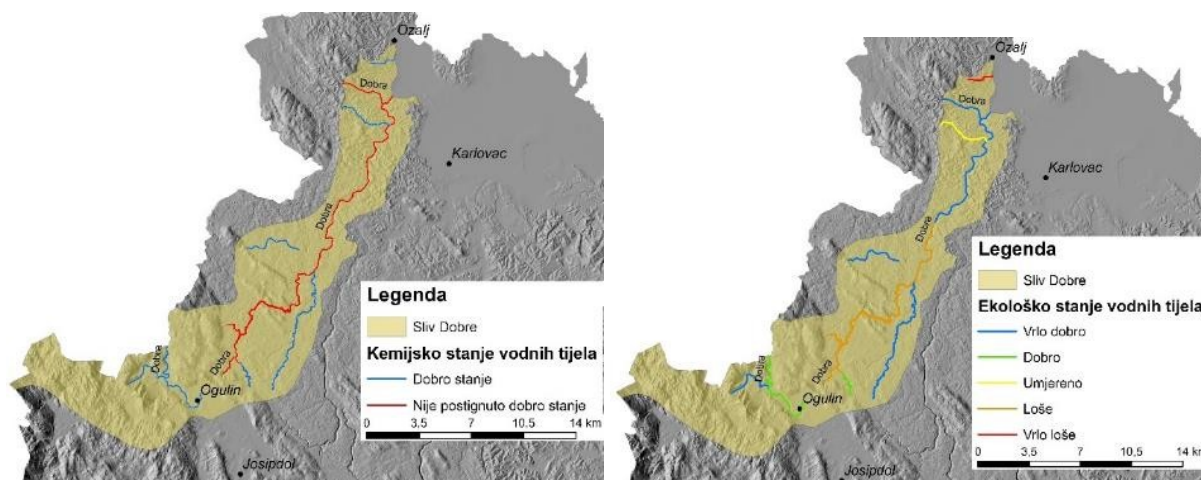 Ozalj
Dobra
Karlovac
Dobra
Dobra
Dobra
Ogulin
Josipdol
Legenda
Sliv Dobre
Kemijsko stanje vodnih tijela
Dobro stanje
Nije postignuto dobro stanje
0 3.5 7 10.5 14 km
Ozalj
Dobra
Karlovac
Dobra
Dobra
Dobra
Ogulin
Josipdol
Legenda
Sliv Dobre
Ekološko stanje vodnih tijela
Vrlo dobro
Dobro
Umjereno
Loše
Vrlo loše
0 3,5 7 10,5 14 km